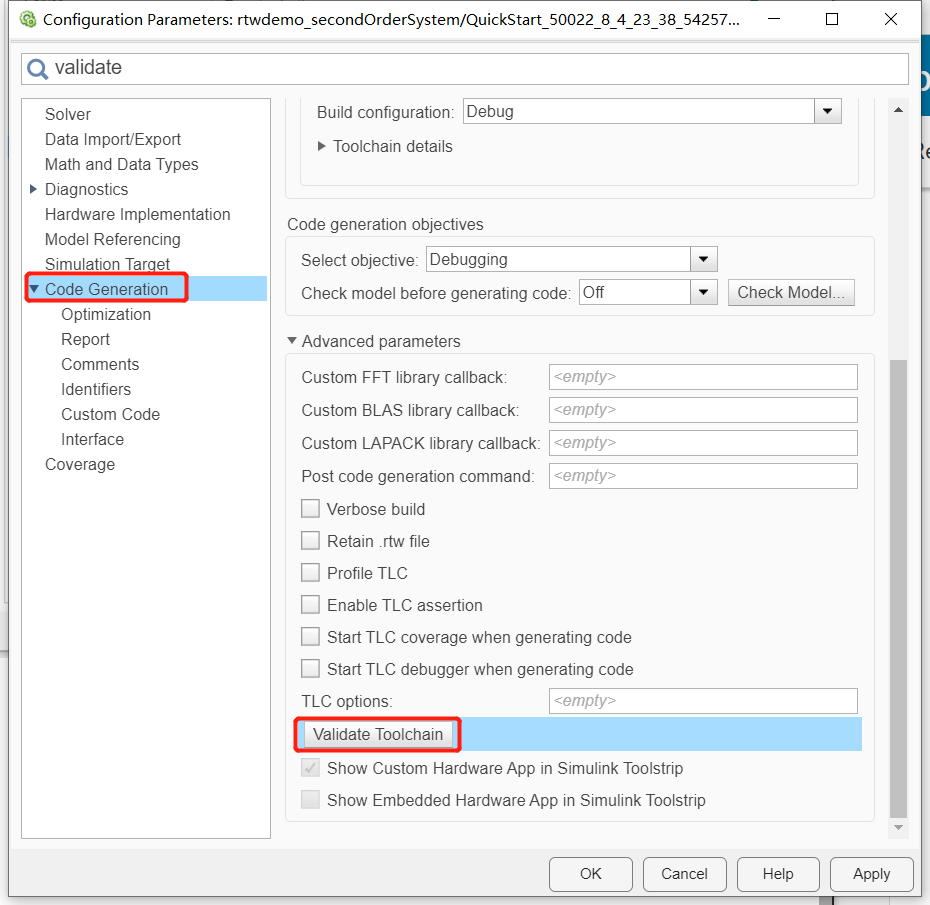 Configuration Parameters: rtwdemo_secondOrderSystem/QuickStart_50022_8_4_23_38_54257...
validate
Solver
Data Import/Export
Math and Data Types
Diagnostics
Hardware Implementation
Model Referencing
Simulation Target
Code Generation
Optimization
Report
Comments
Identifiers
Custom Code
Interface
Coverage
Build configuration: Debug
Toolchain details
Code generation objectives
Select objective: Debugging
Check model before generating code: Off Check Model...
Advanced parameters
Custom FFT library callback: <empty>
Custom BLAS library callback: <empty>
Custom LAPACK library callback: <empty>
Post code generation command: <empty>
Verbose build
Retain .rtw file
Profile TLC
Enable TLC assertion
Start TLC coverage when generating code
Start TLC debugger when generating code
TLC options: <empty>
Validate Toolchain
Show Custom Hardware App in Simulink Toolstrip
Show Embedded Hardware App in Simulink Toolstrip
OK Cancel Help Apply